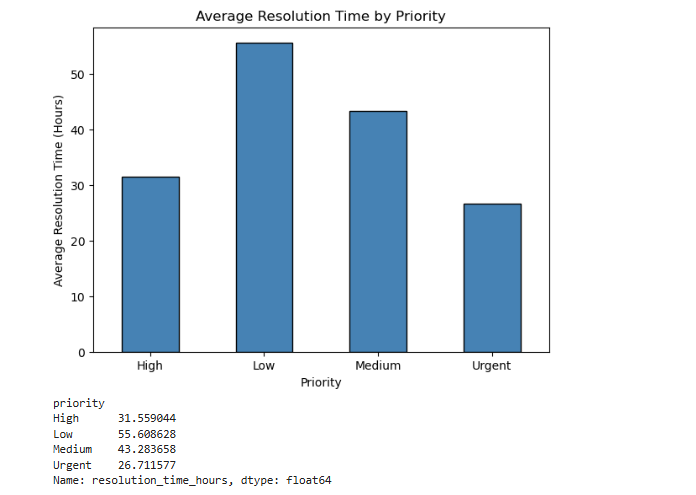 Average Resolution Time by Priority
Average Resolution Time (Hours)
50
40
30
20
10
0
High Low Medium Urgent
Priority
priority
High 31.559044
Low 55.608628
Medium 43.283658
Urgent 26.711577
Name: resolution_time_hours, dtype: float64